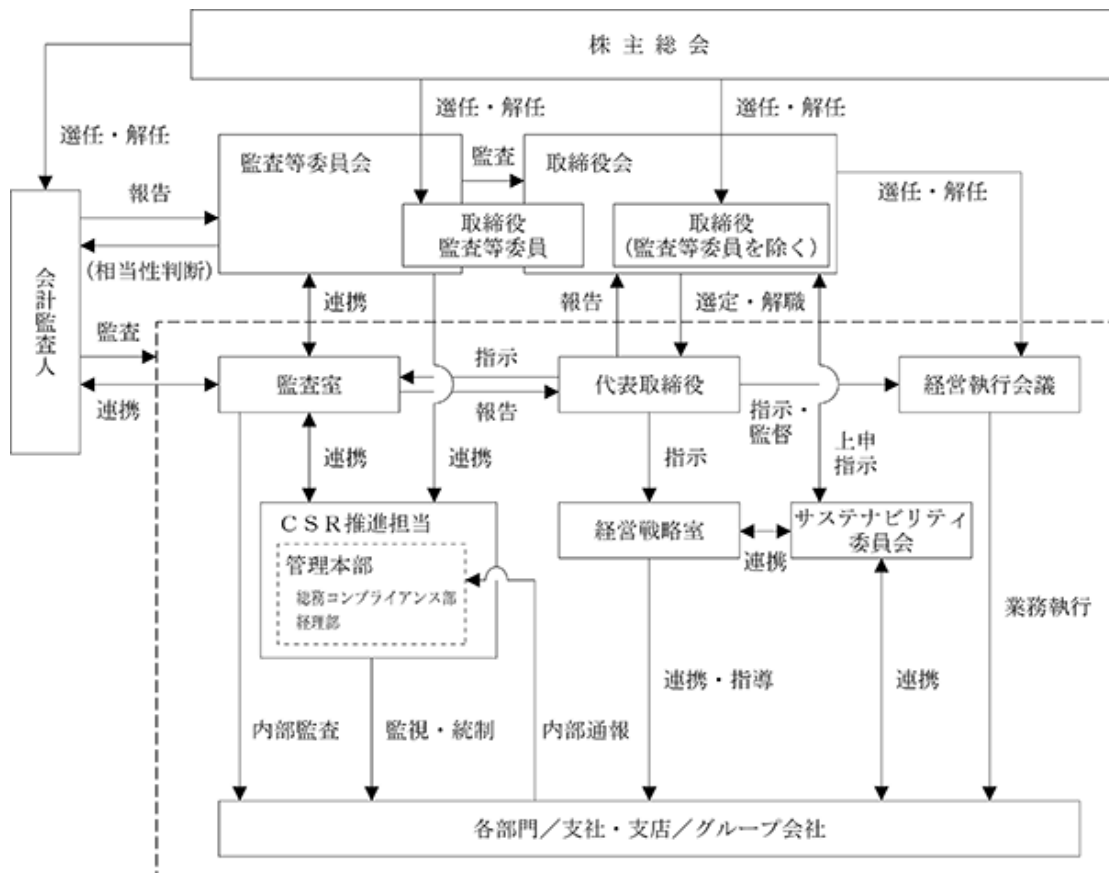 株主総会
選任・解任
選任・解任
選任・解任
監査等委員会
監査
取締役会
選任・解任
報告
取締役
監査等委員
取締役
(監査等委員を除く)
(相当性判断)
会計監査人
連携
報告
選定・解職
監査
指示
監査室
代表取締役
経営執行会議
連携
報告
指示・
監督
連携
連携
指示
上申
指示
CSR推進担当
経営戦略室
サステナビリティ
委員会
連携
管理本部
総務コンプライアンス部
経理部
業務執行
連携・指導
連携
内部監査
監視・統制
内部通報
各部門/支社・支店/グループ会社